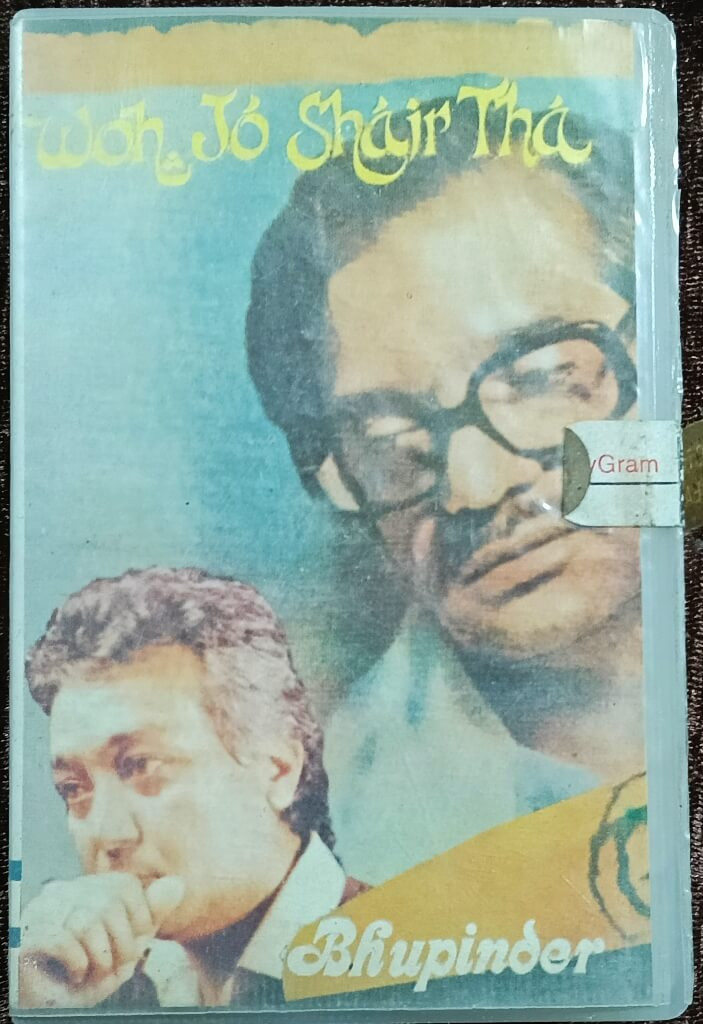 Woh Jo Shair Tha
yGram
Bhupinder